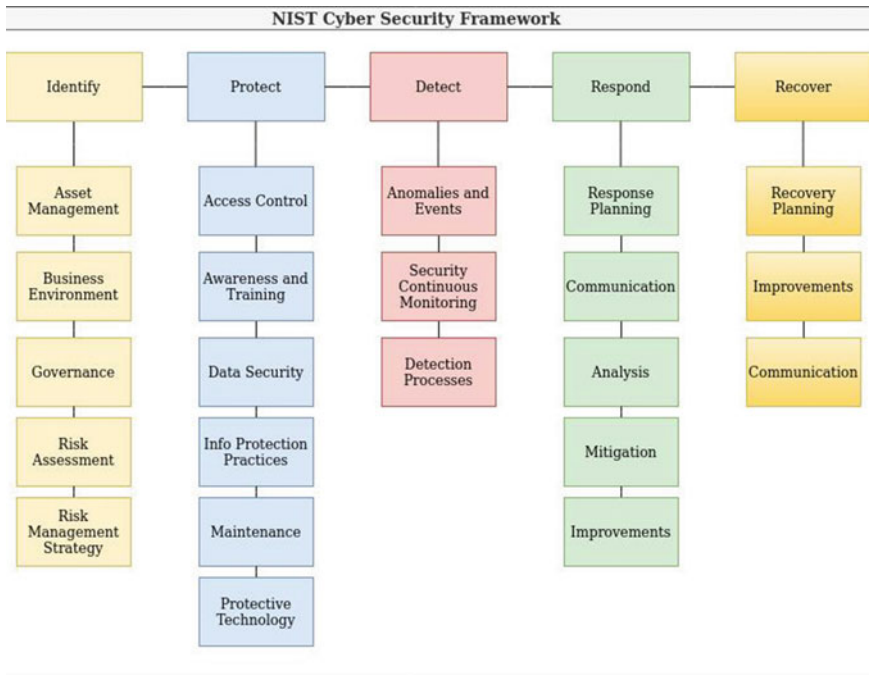 NIST Cyber Security Framework
Identify
Protect
Detect
Respond
Recover
Asset
Management
Business
Environment
Governance
Risk
Assessment
Risk
Management
Strategy
Access Control
Awareness and
Training
Data Security
Info Protection
Practices
Maintenance
Protective
Technology
Anomalies and
Events
Security
Continuous
Monitoring
Detection
Processes
Response
Planning
Communication
Analysis
Mitigation
Improvements
Recovery
Planning
Improvements
Communication